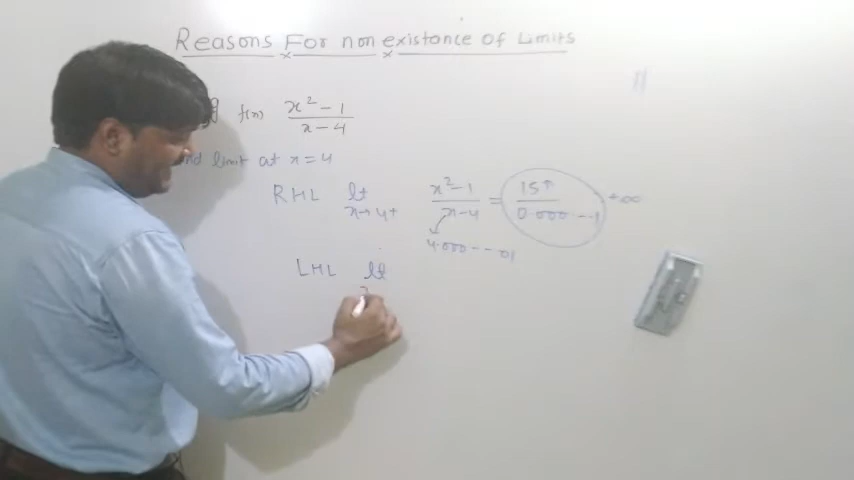 Reasons For non existance of Limits
f(x) x² - 1 / x - 4
nd limit at x = 4
RHL lt x→4+ x² - 1 / x - 4 = 15↑ / 0.000---1 +∞
4.000---01
LHL lt